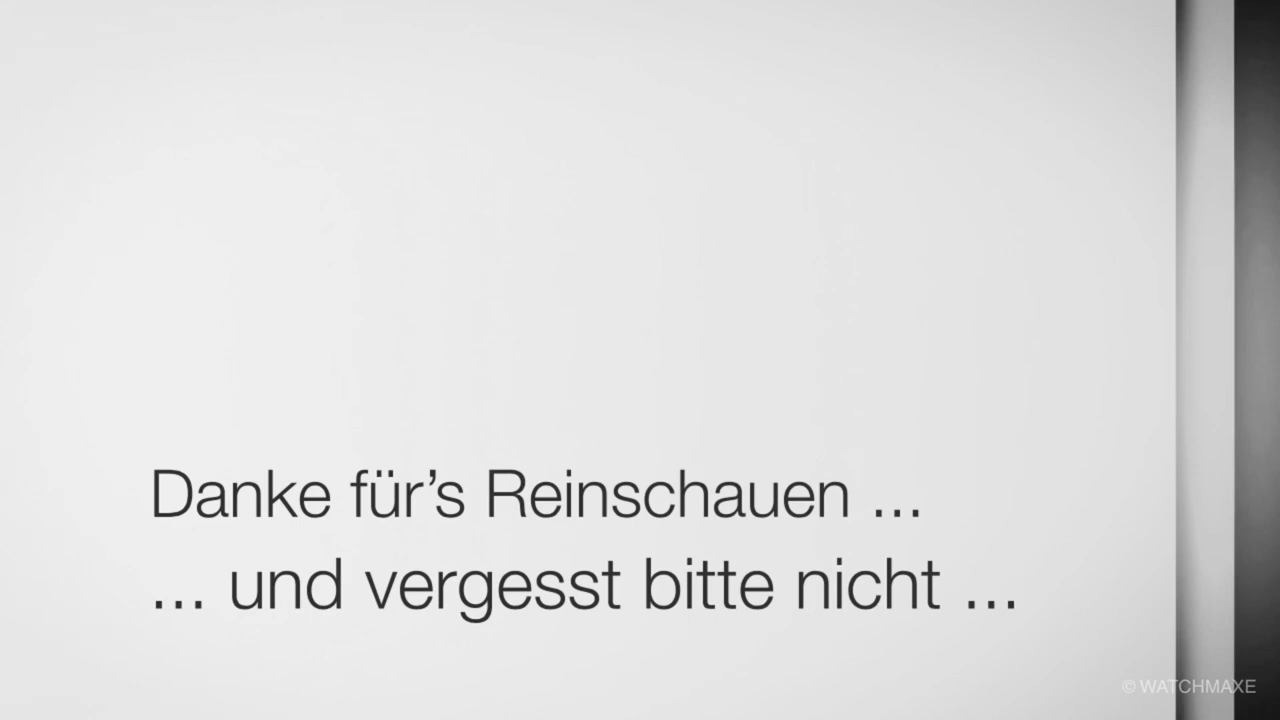 Danke für’s Reinschauen ...
... und vergesst bitte nicht ...
© WATCHMAXE